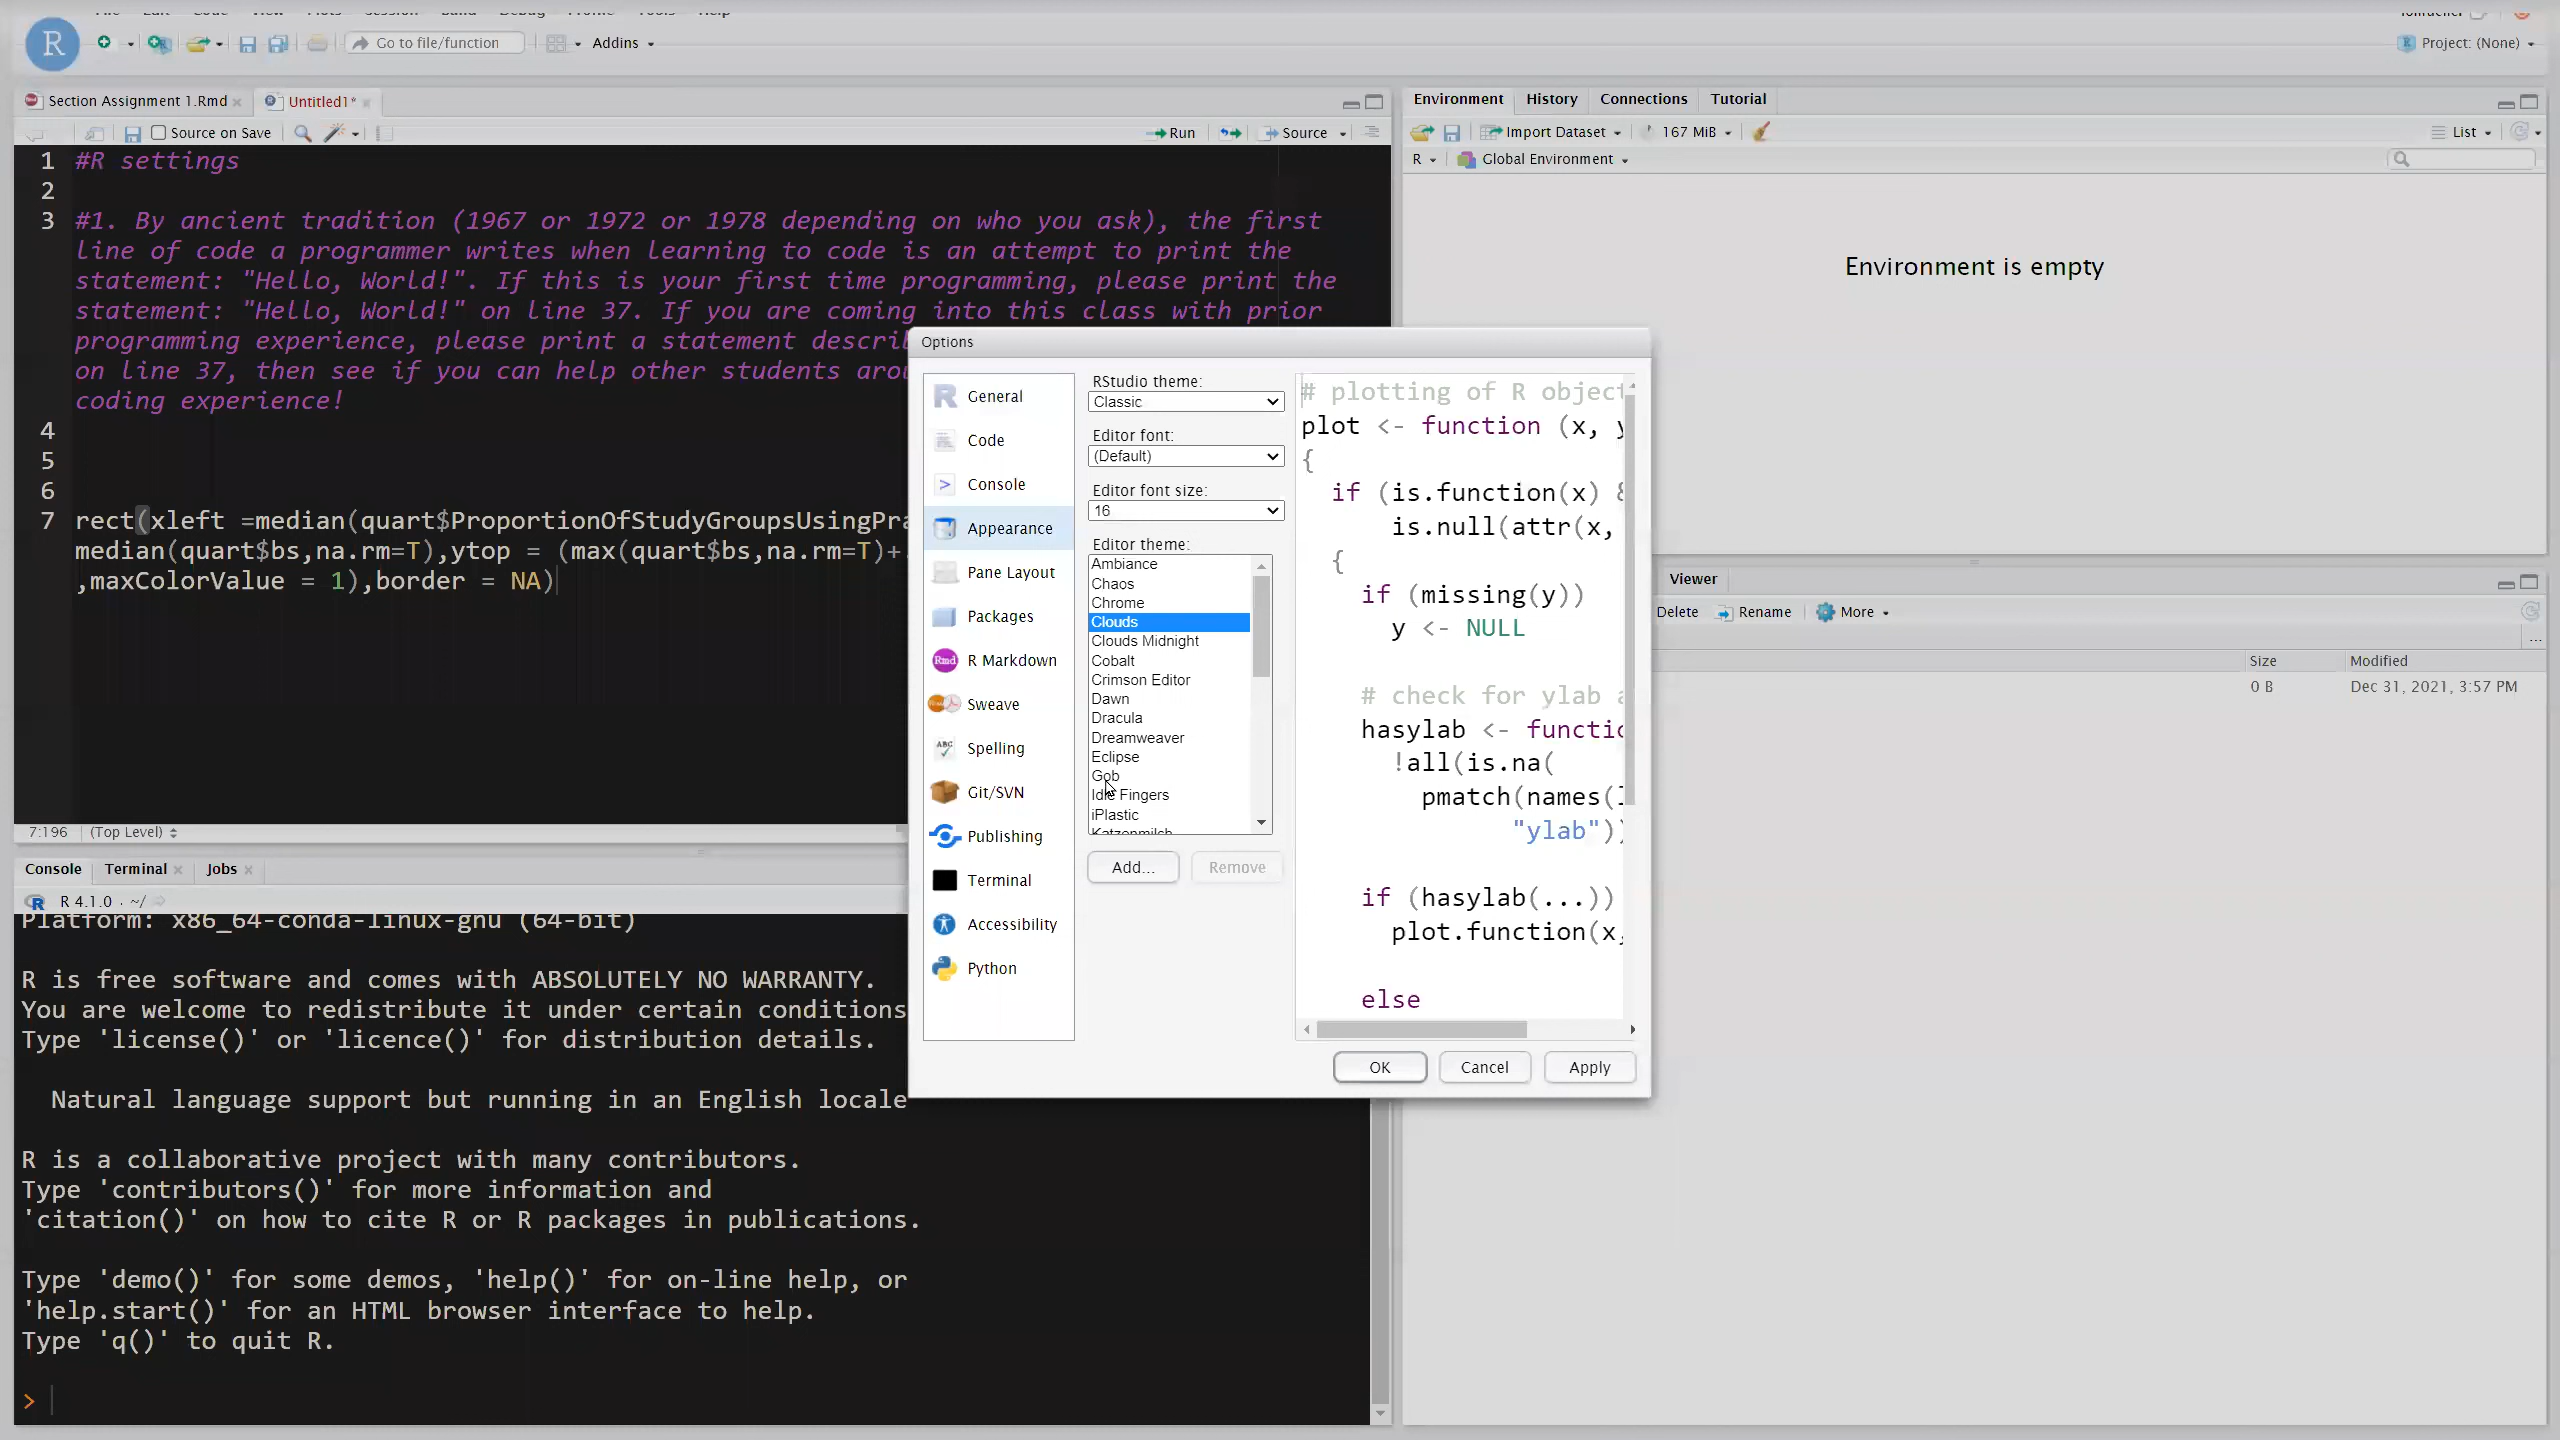 File Edit Code View Plots Session Build Debug Profile Tools Help
R
Go to file/function
Addins
Project: (None)
Section Assignment 1.Rmd
Untitled1*
Source on Save
Run
Source
1 #R settings
2
3 #1. By ancient tradition (1967 or 1972 or 1978 depending on who you ask), the first
line of code a programmer writes when learning to code is an attempt to print the
statement: "Hello, World!". If this is your first time programming, please print the
statement: "Hello, World!" on line 37. If you are coming into this class with prior
programming experience, please print a statement describ
on line 37, then see if you can help other students arou
coding experience!
4
5
6
7 rect(xleft =median(quart$ProportionOfStudyGroupsUsingPra
median(quart$bs,na.rm=T),ytop = (max(quart$bs,na.rm=T)+.
,maxColorValue = 1),border = NA)
7:196 (Top Level)
Console
Terminal
Jobs
R 4.1.0 · ~/
Platform: x86_64-conda-linux-gnu (64-bit)
R is free software and comes with ABSOLUTELY NO WARRANTY.
You are welcome to redistribute it under certain conditions
Type 'license()' or 'licence()' for distribution details.
Natural language support but running in an English locale
R is a collaborative project with many contributors.
Type 'contributors()' for more information and
'citation()' on how to cite R or R packages in publications.
Type 'demo()' for some demos, 'help()' for on-line help, or
'help.start()' for an HTML browser interface to help.
Type 'q()' to quit R.
>
Options
General
Code
Console
Appearance
Pane Layout
Packages
R Markdown
Sweave
Spelling
Git/SVN
Publishing
Terminal
Accessibility
Python
RStudio theme:
Classic
Editor font:
(Default)
Editor font size:
16
Editor theme:
Ambiance
Chaos
Chrome
Clouds
Clouds Midnight
Cobalt
Crimson Editor
Dawn
Dracula
Dreamweaver
Eclipse
Gob
Idle Fingers
iPlastic
Katzenmilch
Add...
Remove
# plotting of R object
plot <- function (x, y
{
if (is.function(x) &
is.null(attr(x,
{
if (missing(y))
y <- NULL
# check for ylab a
hasylab <- functio
!all(is.na(
pmatch(names(l
"ylab"))
if (hasylab(...))
plot.function(x,
else
OK
Cancel
Apply
Environment
History
Connections
Tutorial
Import Dataset
167 MiB
List
R
Global Environment
Environment is empty
Viewer
Delete
Rename
More
...
Size
Modified
0 B
Dec 31, 2021, 3:57 PM